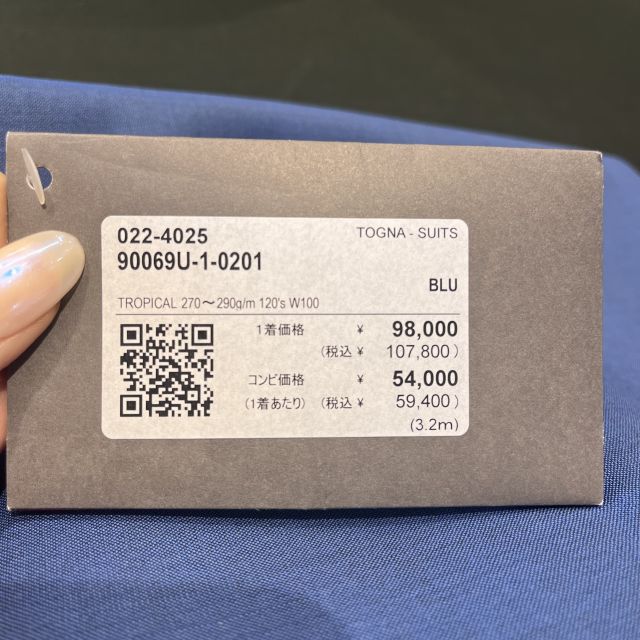 022-4025
TOGNA - SUITS
90069U-1-0201
BLU
TROPICAL 270～290g/m 120's W100
1着価格 ¥ 98,000
(税込 ¥ 107,800 )
コンビ価格 ¥ 54,000
(1着あたり) (税込 ¥ 59,400 )
(3.2m)